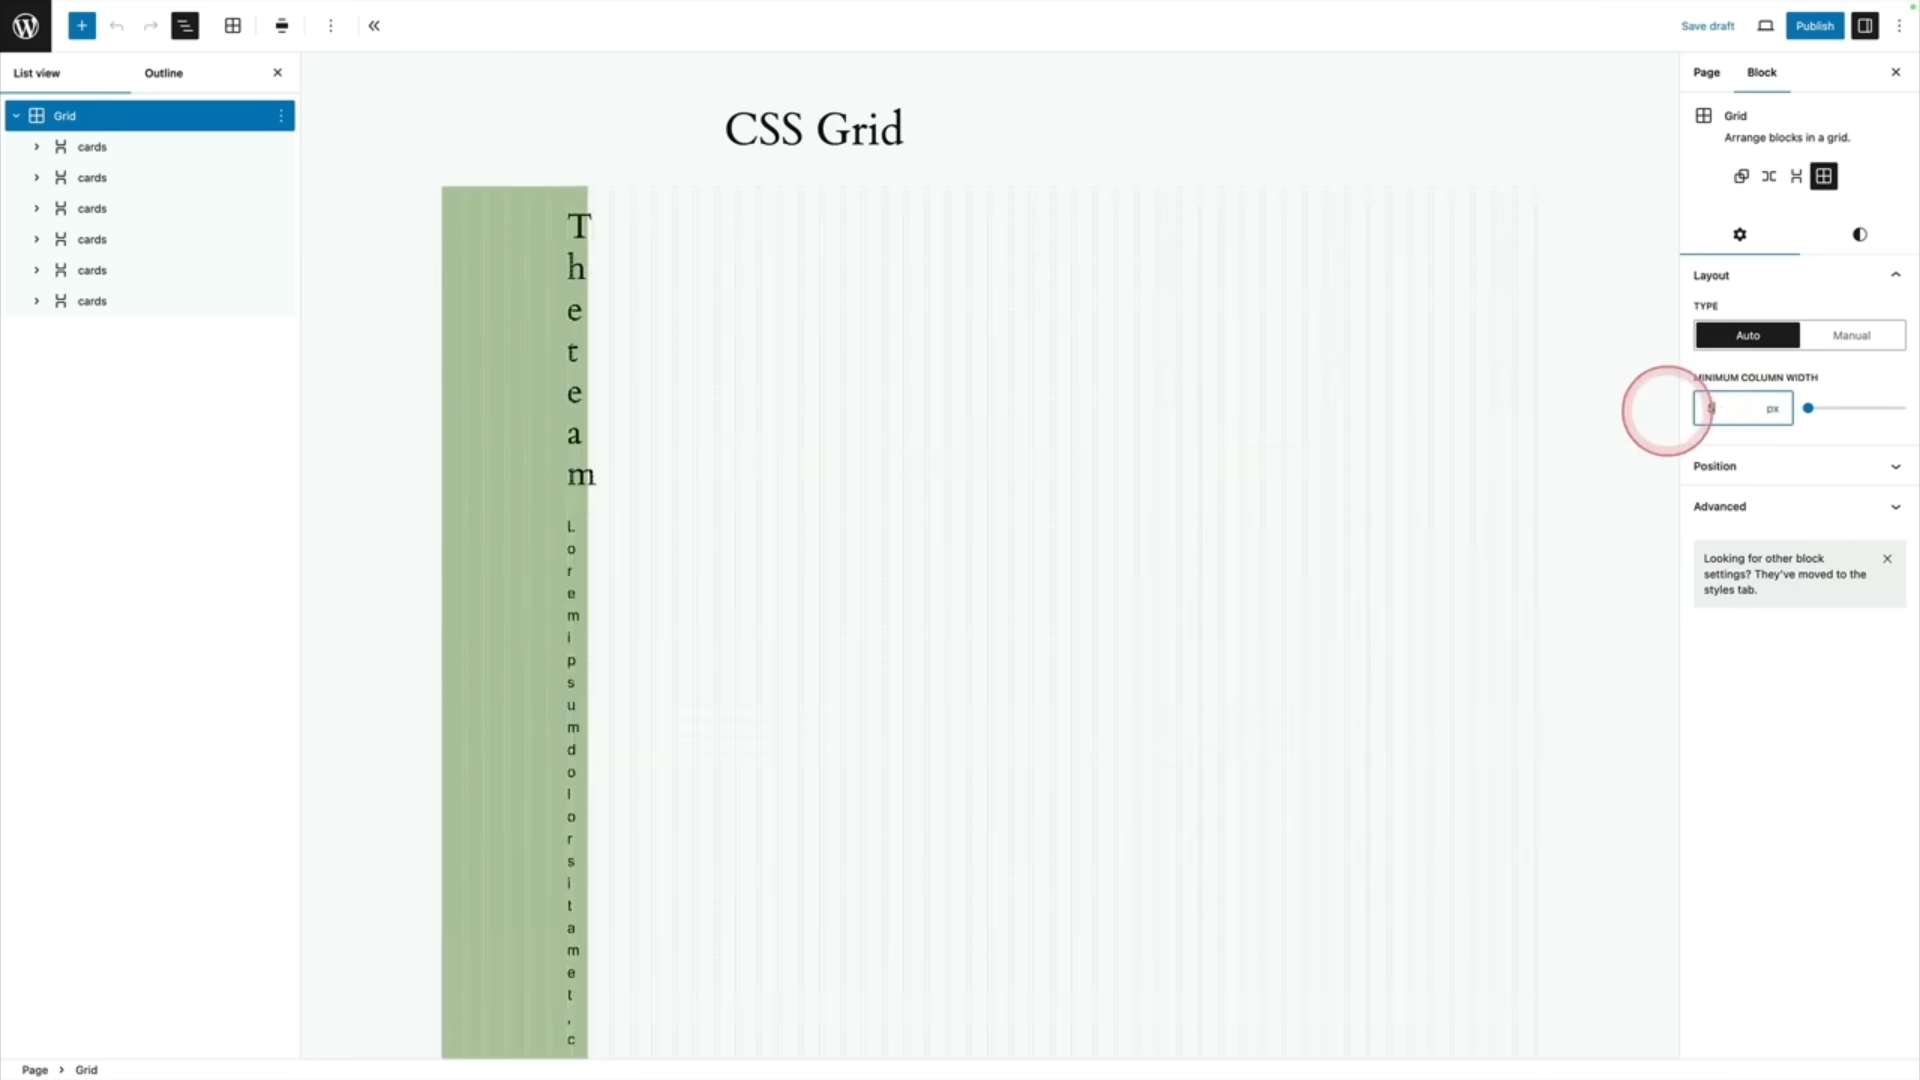 Save draft
Publish
List view
Outline
Grid
cards
cards
cards
cards
cards
cards
CSS Grid
T
h
e
t
e
a
m
L
o
r
e
m
i
p
s
u
m
d
o
l
o
r
s
i
t
a
m
e
t
,
c
Page
Block
Grid
Arrange blocks in a grid.
Layout
TYPE
Auto
Manual
MINIMUM COLUMN WIDTH
px
Position
Advanced
Looking for other block
settings? They've moved to the
styles tab.
Page > Grid